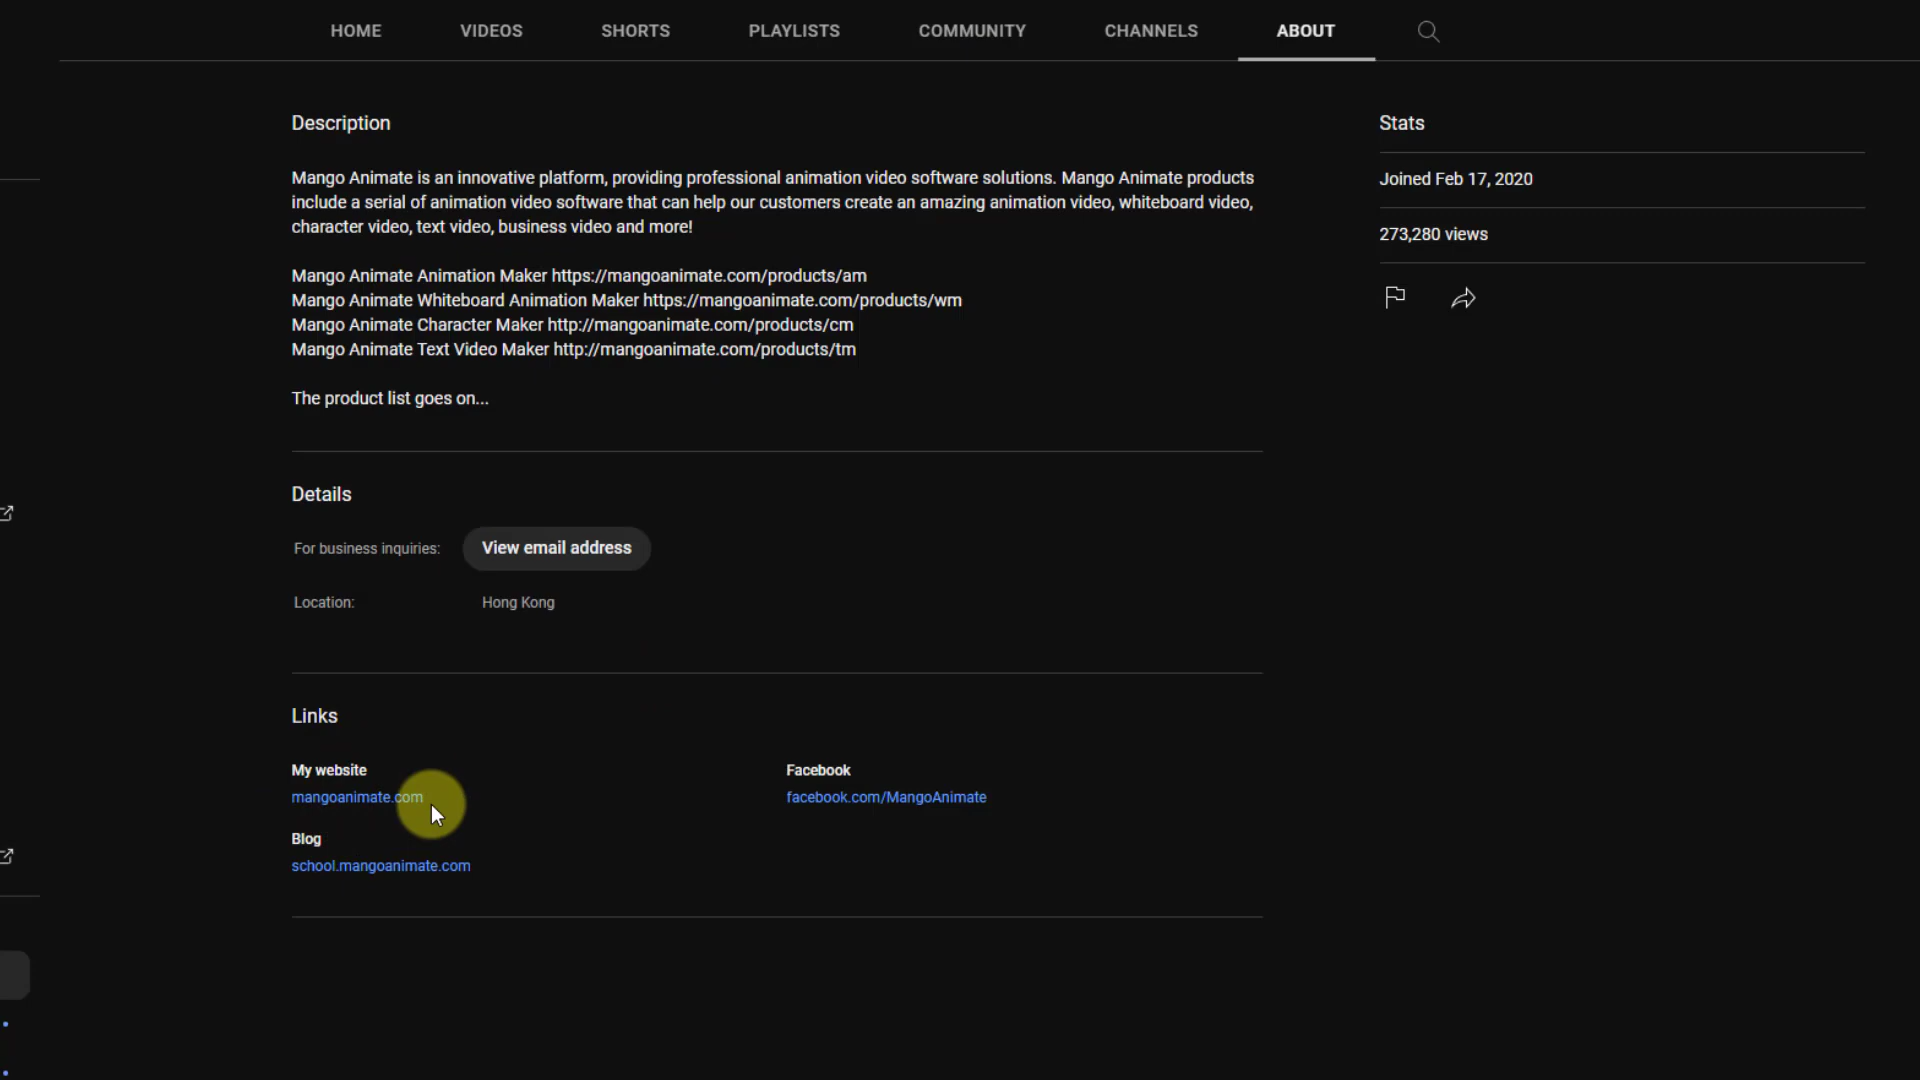 HOME VIDEOS SHORTS PLAYLISTS COMMUNITY CHANNELS ABOUT
Description
Mango Animate is an innovative platform, providing professional animation video software solutions. Mango Animate products
include a serial of animation video software that can help our customers create an amazing animation video, whiteboard video,
character video, text video, business video and more!
Mango Animate Animation Maker https://mangoanimate.com/products/am
Mango Animate Whiteboard Animation Maker https://mangoanimate.com/products/wm
Mango Animate Character Maker http://mangoanimate.com/products/cm
Mango Animate Text Video Maker http://mangoanimate.com/products/tm
The product list goes on...
Details
For business inquiries: View email address
Location: Hong Kong
Links
My website
mangoanimate.com
Facebook
facebook.com/MangoAnimate
Blog
school.mangoanimate.com
Stats
Joined Feb 17, 2020
273,280 views